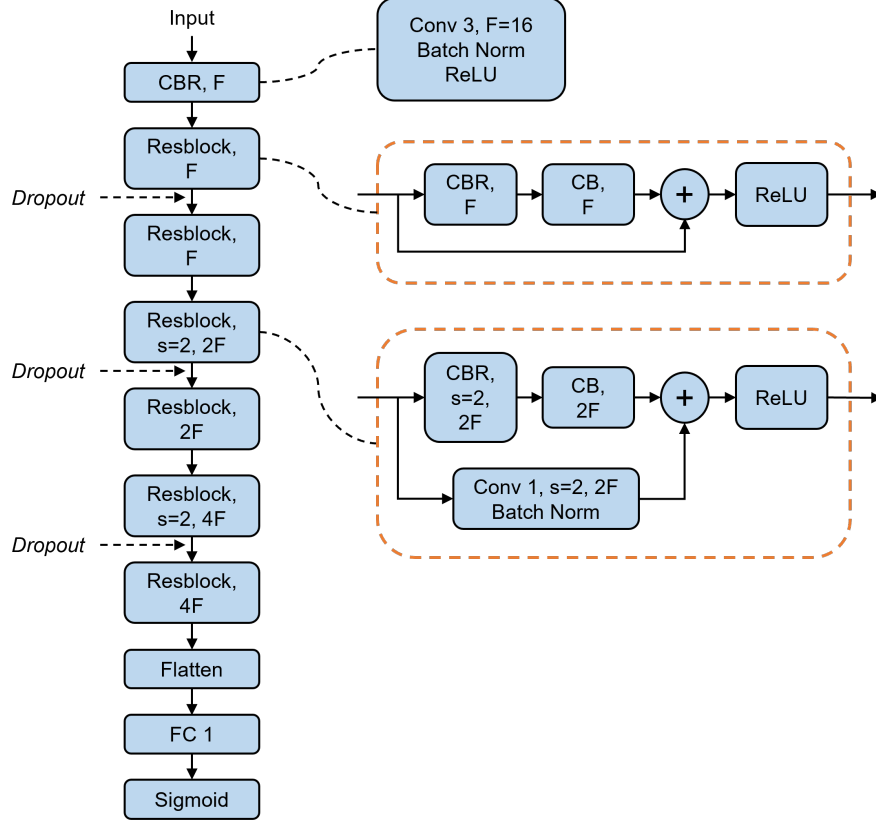 Input
CBR, F
Resblock,
F
Dropout
Resblock,
F
Resblock,
s=2, 2F
Dropout
Resblock,
2F
Resblock,
s=2, 4F
Dropout
Resblock,
4F
Flatten
FC 1
Sigmoid
Conv 3, F=16
Batch Norm
ReLU
CBR,
F
CB,
F
+
ReLU
CBR,
s=2,
2F
CB,
2F
+
ReLU
Conv 1, s=2, 2F
Batch Norm